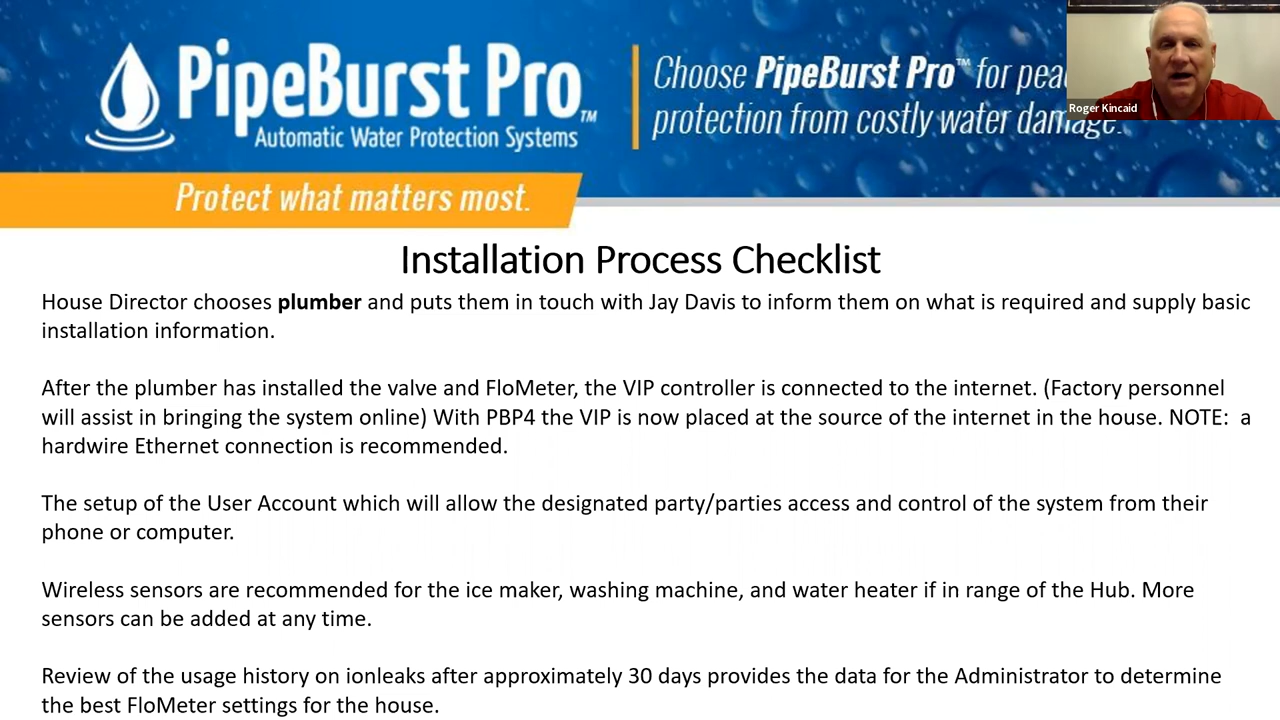 PipeBurst Pro™
Automatic Water Protection Systems
Choose PipeBurst Pro™ for pea
protection from costly water damage.
Roger Kincaid
Protect what matters most.
Installation Process Checklist
House Director chooses plumber and puts them in touch with Jay Davis to inform them on what is required and supply basic
installation information.
After the plumber has installed the valve and FloMeter, the VIP controller is connected to the internet. (Factory personnel
will assist in bringing the system online) With PBP4 the VIP is now placed at the source of the internet in the house. NOTE:  a
hardwire Ethernet connection is recommended.
The setup of the User Account which will allow the designated party/parties access and control of the system from their
phone or computer.
Wireless sensors are recommended for the ice maker, washing machine, and water heater if in range of the Hub. More
sensors can be added at any time.
Review of the usage history on ionleaks after approximately 30 days provides the data for the Administrator to determine
the best FloMeter settings for the house.